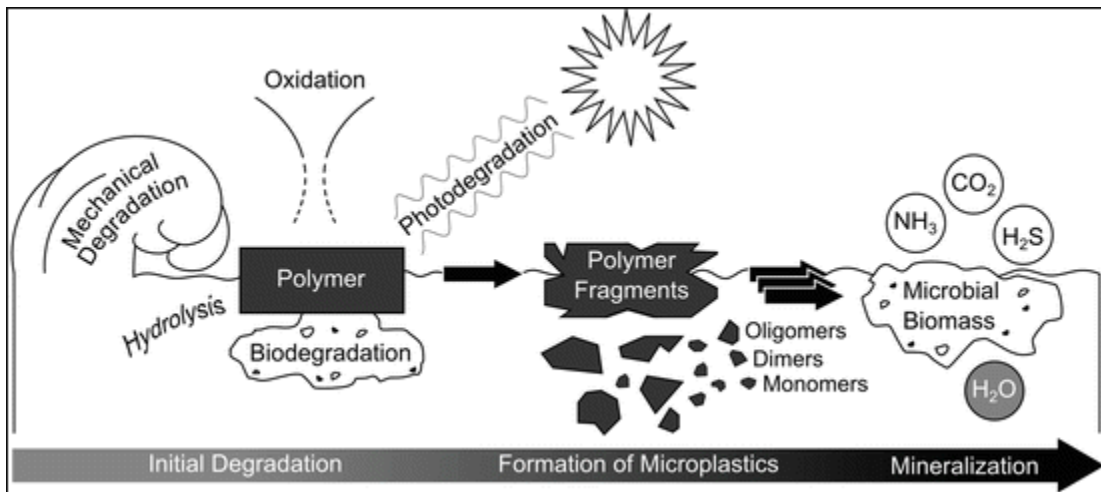 Oxidation
Mechanical
Degradation
Photodegradation
Hydrolysis
Polymer
Biodegradation
Polymer
Fragments
Oligomers
Dimers
Monomers
CO₂
NH₃
H₂S
Microbial
Biomass
H₂O
Initial Degradation
Formation of Microplastics
Mineralization